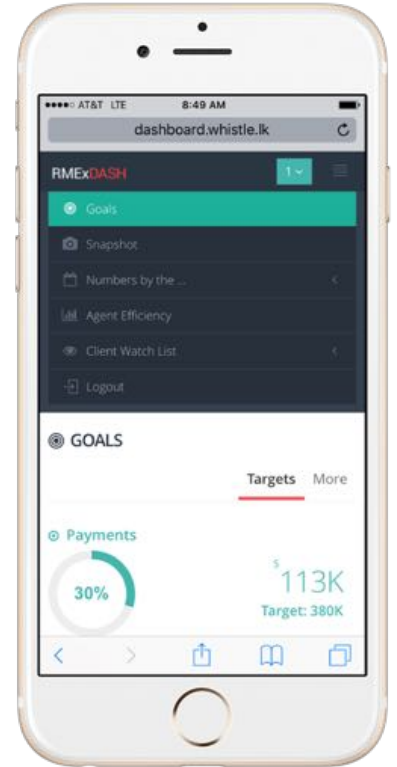 AT&T LTE 8:49 AM
dashboard.whistle.lk
RMExDASH
1
Goals
Snapshot
Numbers by the ...
Agent Efficiency
Client Watch List
Logout
GOALS
Targets More
Payments
30%
$113K
Target: 380K